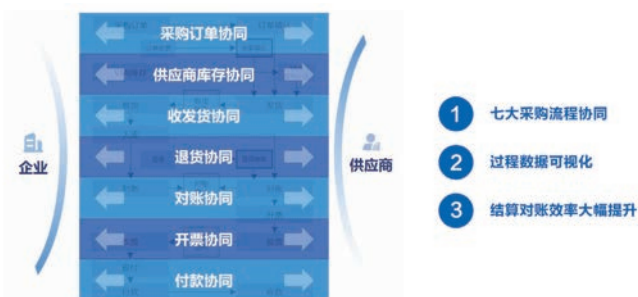 采购订单协同
供应商库存协同
收发货协同
退货协同
对账协同
开票协同
付款协同
企业
供应商
1 七大采购流程协同
2 过程数据可视化
3 结算对账效率大幅提升